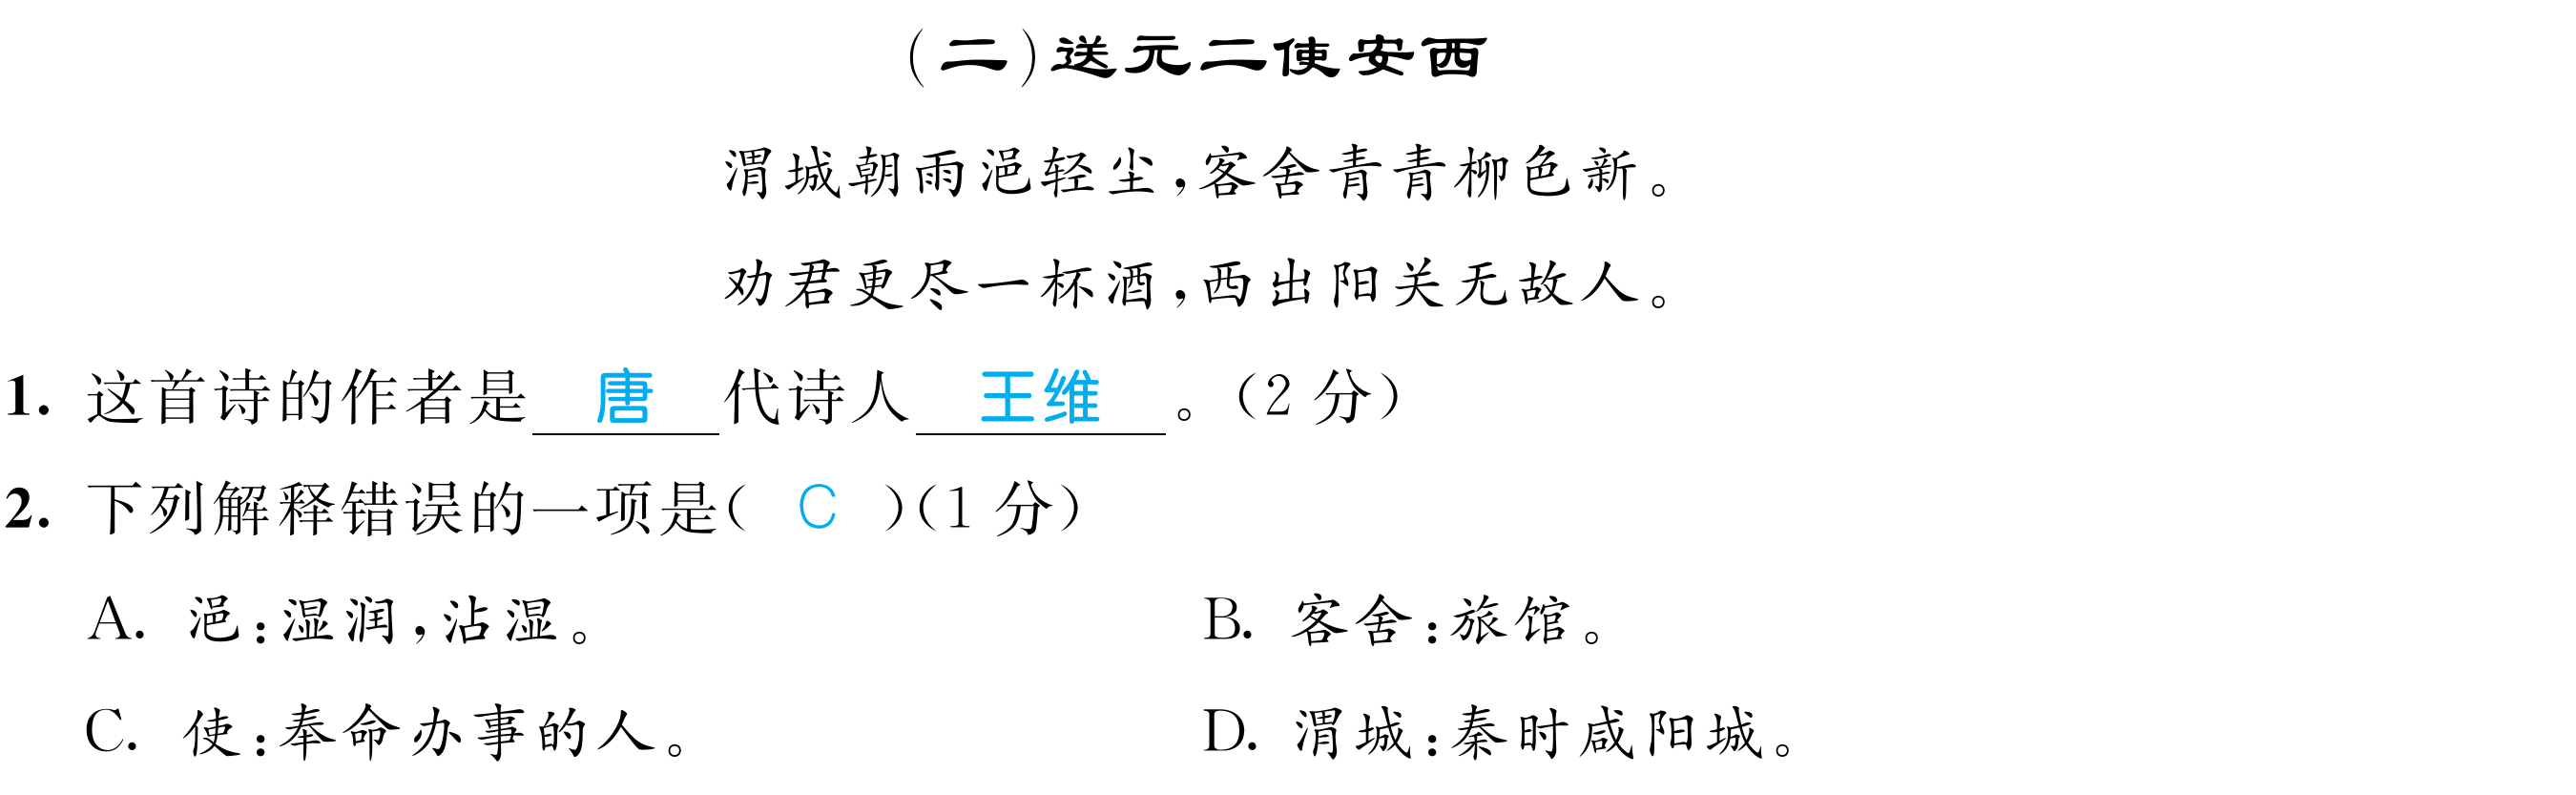 (二)送元二使安西
渭城朝雨浥轻尘,客舍青青柳色新。
劝君更尽一杯酒,西出阳关无故人。
1. 这首诗的作者是 唐 代诗人 王维 。(2 分)
2. 下列解释错误的一项是( C )(1 分)
A. 浥:湿润,沾湿。 B. 客舍:旅馆。
C. 使:奉命办事的人。 D. 渭城:秦时咸阳城。